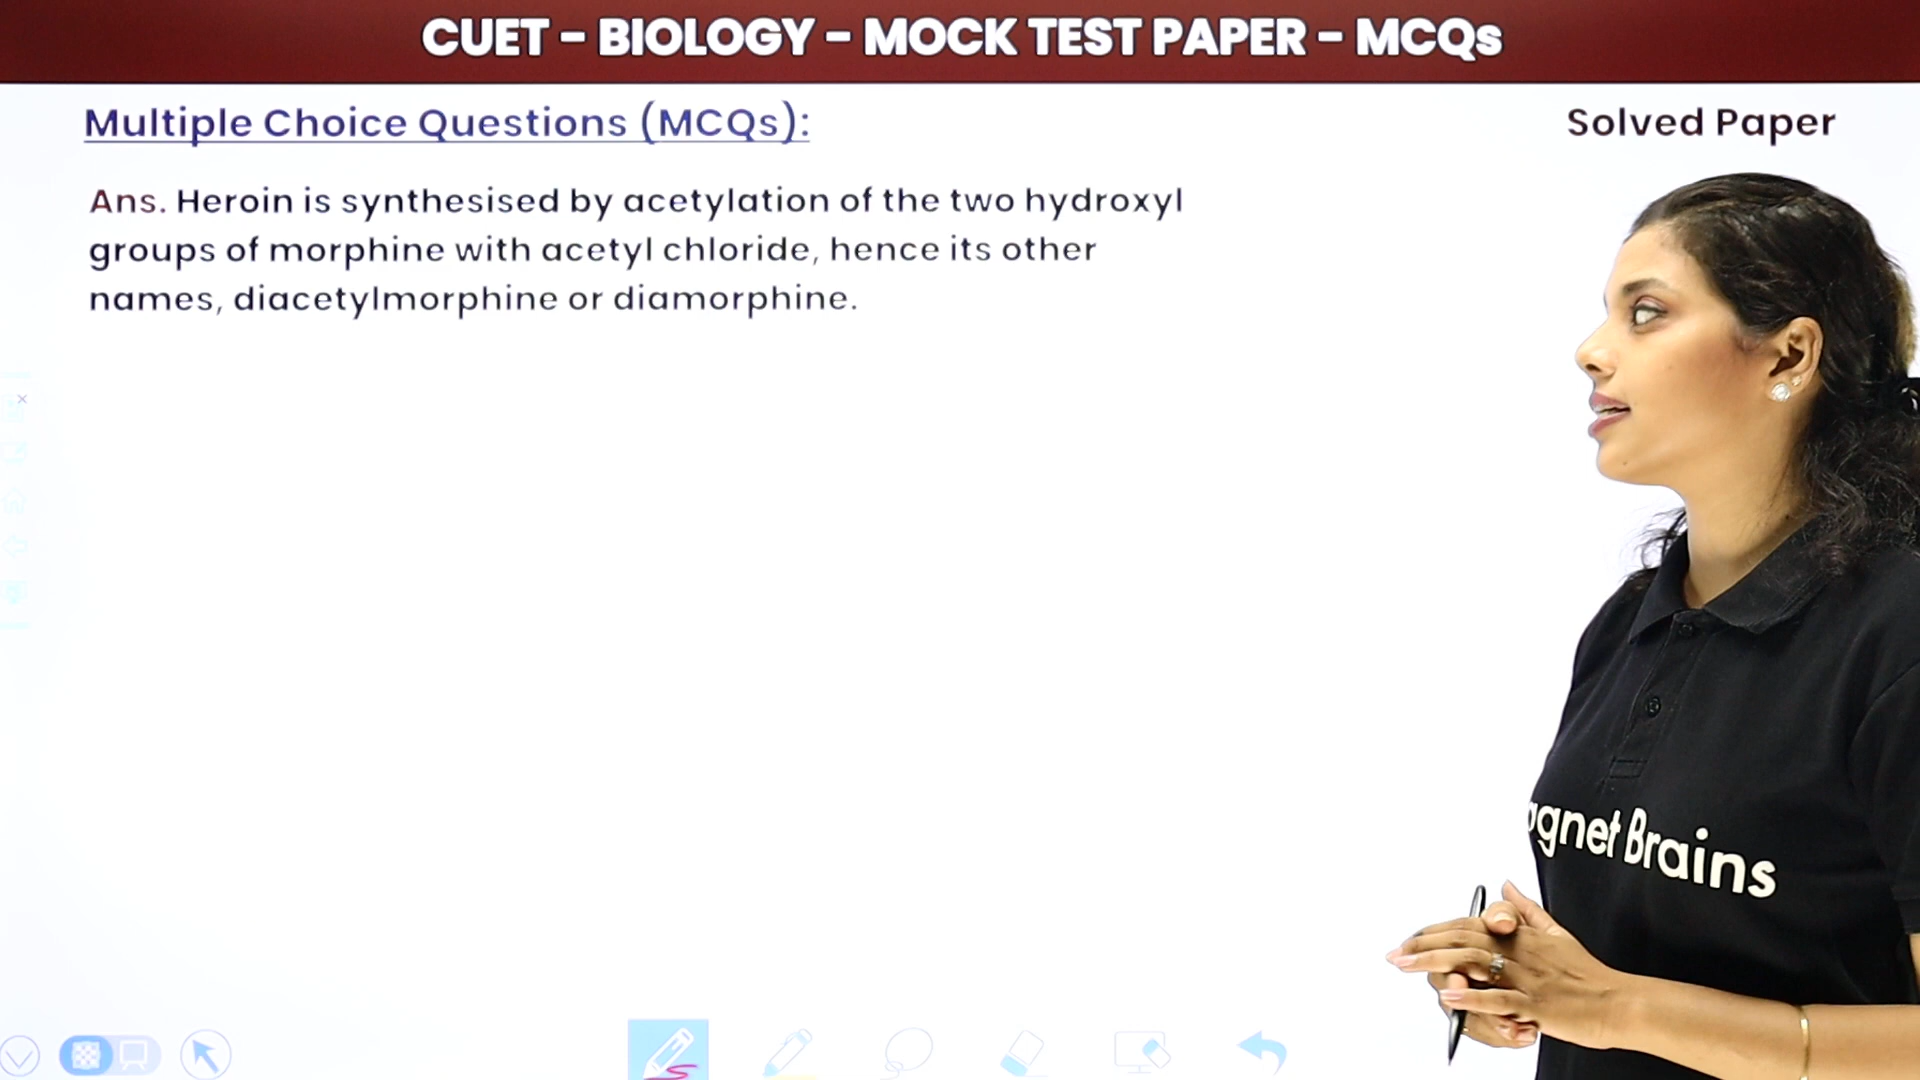 CUET - BIOLOGY - MOCK TEST PAPER - MCQs
Multiple Choice Questions (MCQs):
Solved Paper
Ans. Heroin is synthesised by acetylation of the two hydroxyl
groups of morphine with acetyl chloride, hence its other
names, diacetylmorphine or diamorphine.
gnet Brains